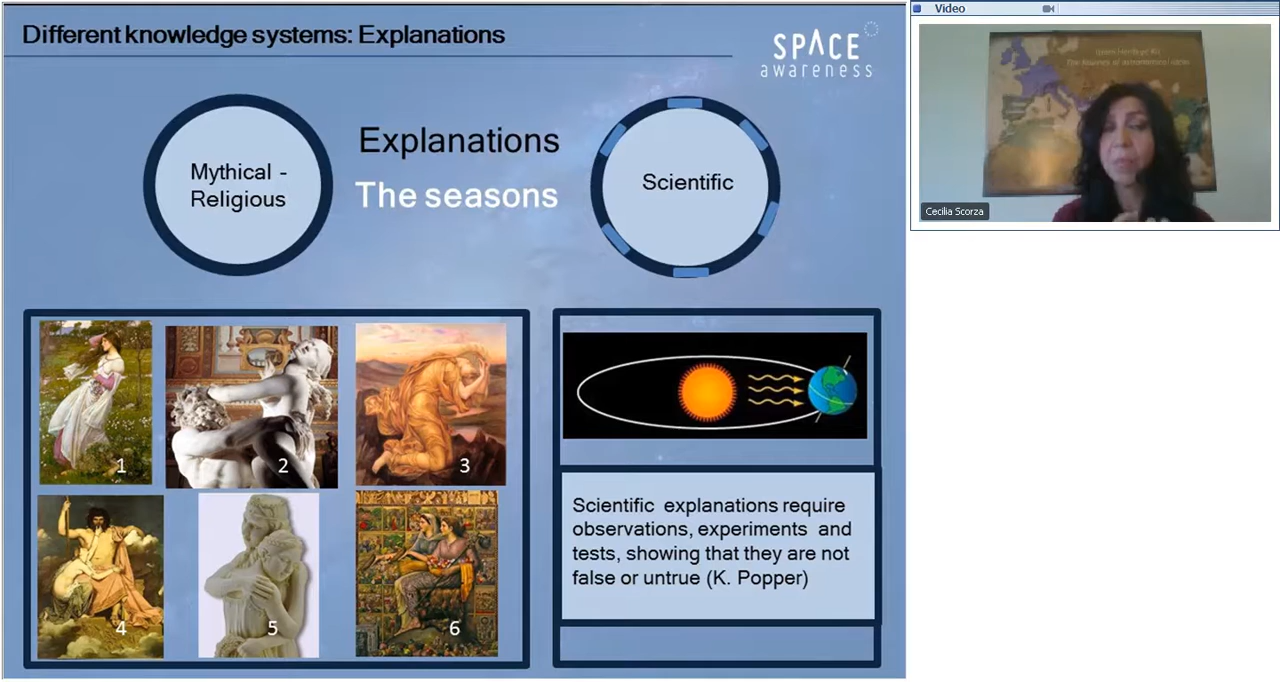 Different knowledge systems: Explanations
SPACE
awareness
Mythical -
Religious
Explanations
The seasons
Scientific
1
2
3
4
5
6
Scientific explanations require
observations, experiments and
tests, showing that they are not
false or untrue (K. Popper)
Video
Cecilia Scorza